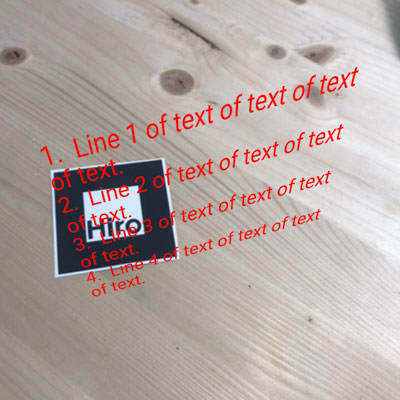 1. Line 1 of text of text of text
of text.
2. Line 2 of text of text of text
of text.
Hiro
3. Line 3 of text of text of text
of text.
4. Line 4 of text of text of text
of text.